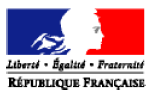 Liberté • Égalité • Fraternité
RÉPUBLIQUE FRANÇAISE